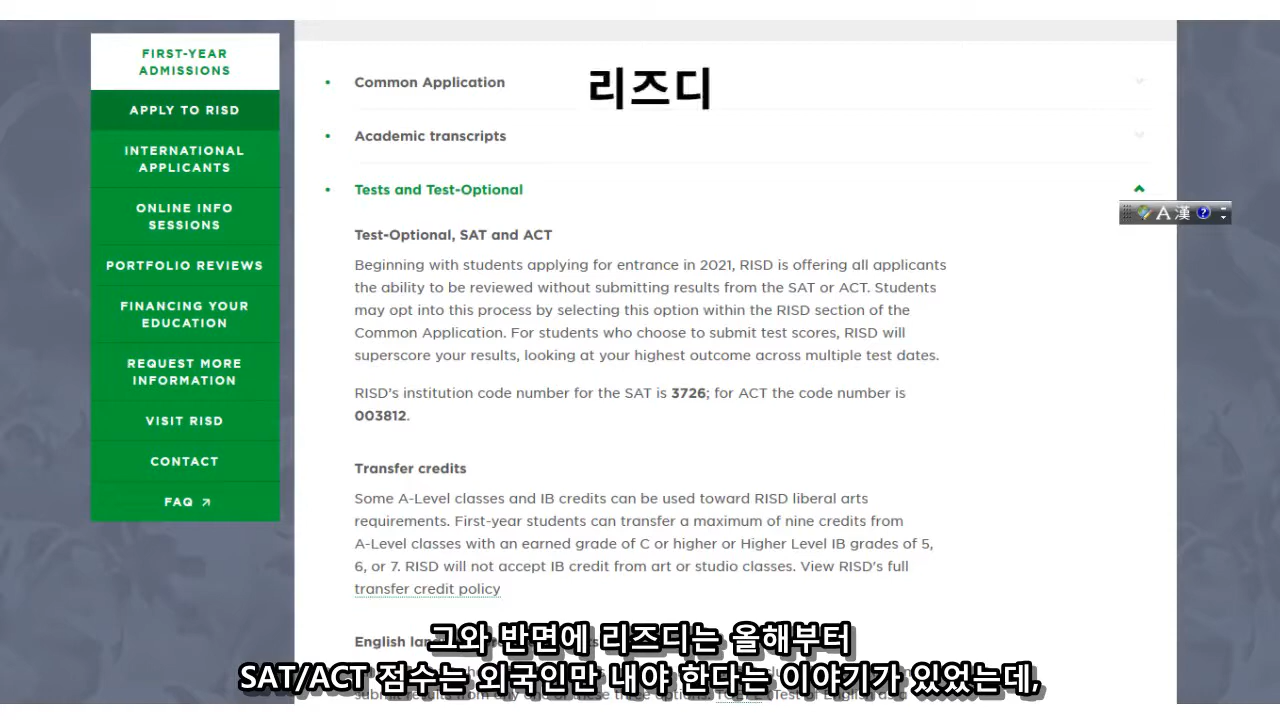 FIRST-YEAR
ADMISSIONS
APPLY TO RISD
INTERNATIONAL
APPLICANTS
ONLINE INFO
SESSIONS
PORTFOLIO REVIEWS
FINANCING YOUR
EDUCATION
REQUEST MORE
INFORMATION
VISIT RISD
CONTACT
FAQ ↗
• Common Application
리즈디
• Academic transcripts
• Tests and Test-Optional
A 漢 ?
Test-Optional, SAT and ACT
Beginning with students applying for entrance in 2021, RISD is offering all applicants
the ability to be reviewed without submitting results from the SAT or ACT. Students
may opt into this process by selecting this option within the RISD section of the
Common Application. For students who choose to submit test scores, RISD will
superscore your results, looking at your highest outcome across multiple test dates.
RISD's institution code number for the SAT is 3726; for ACT the code number is
003812.
Transfer credits
Some A-Level classes and IB credits can be used toward RISD liberal arts
requirements. First-year students can transfer a maximum of nine credits from
A-Level classes with an earned grade of C or higher or Higher Level IB grades of 5,
6, or 7. RISD will not accept IB credit from art or studio classes. View RISD's full
transfer credit policy
English
그와 반면에 리즈디는 올해부터
SAT/ACT 점수는 외국인만 내야 한다는 이야기가 있었는데,